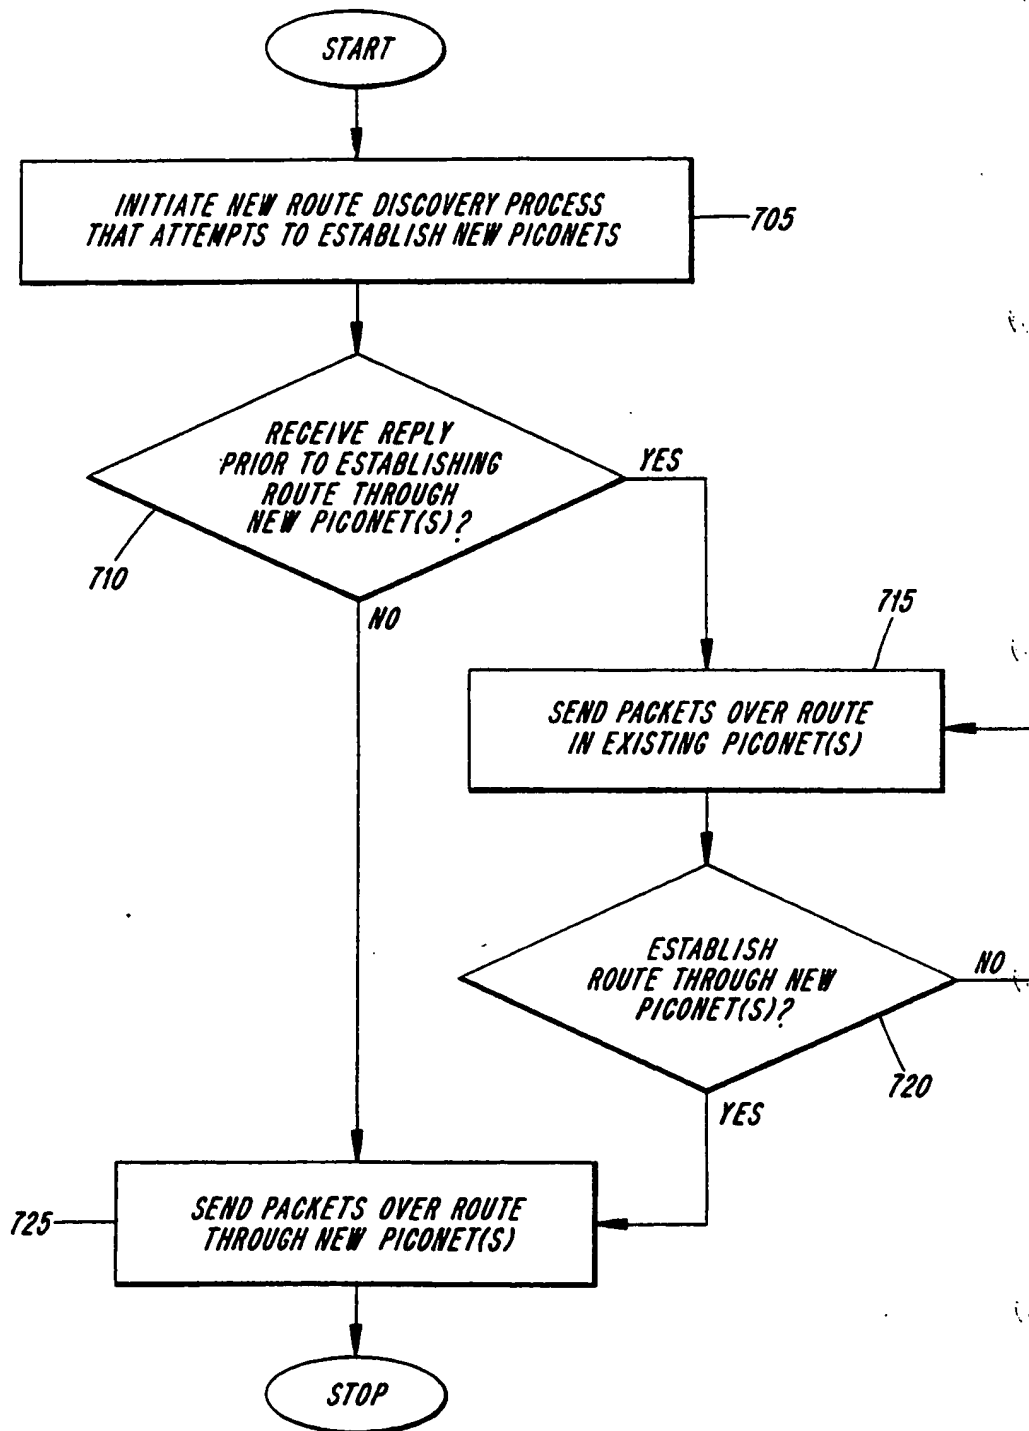 START
INITIATE NEW ROUTE DISCOVERY PROCESS
THAT ATTEMPTS TO ESTABLISH NEW PICONETS
705
RECEIVE REPLY
PRIOR TO ESTABLISHING
ROUTE THROUGH
NEW PICONET(S)?
YES
710
NO
715
SEND PACKETS OVER ROUTE
IN EXISTING PICONET(S)
ESTABLISH
ROUTE THROUGH NEW
PICONET(S)?
NO
720
YES
725
SEND PACKETS OVER ROUTE
THROUGH NEW PICONET(S)
STOP